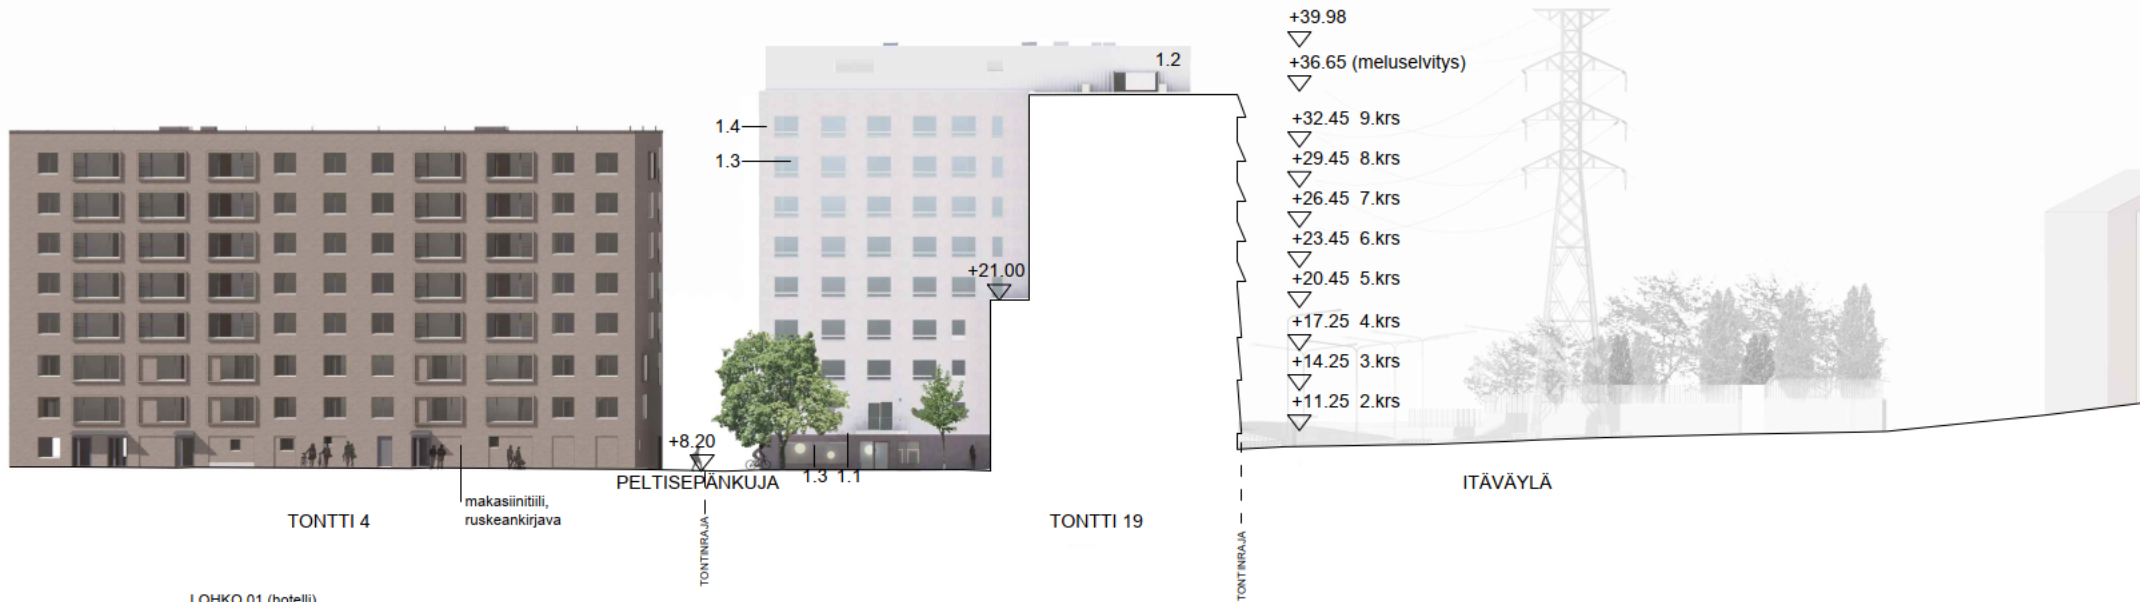 +39.98
+36.65 (meluselvitys)
1.2
+32.45 9.krs
1.4
+29.45 8.krs
1.3
+26.45 7.krs
+23.45 6.krs
+21.00
+20.45 5.krs
+17.25 4.krs
+14.25 3.krs
+11.25 2.krs
+8.20
1.3 1.1
PELTISEPÄNKUJA
ITÄVÄYLÄ
makasiinitiili,
ruskeankirjava
TONTTI 4
TONTTI 19
TONTINRAJA
TONTINRAJA
LOHKO 01 (hotelli)